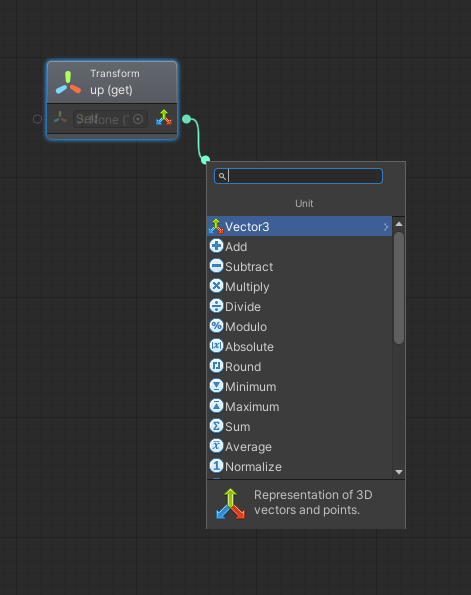 Transform
up (get)
Self
None (
Unit
Vector3
Add
Subtract
Multiply
Divide
Modulo
Absolute
Round
Minimum
Maximum
Sum
Average
Normalize
Representation of 3D
vectors and points.